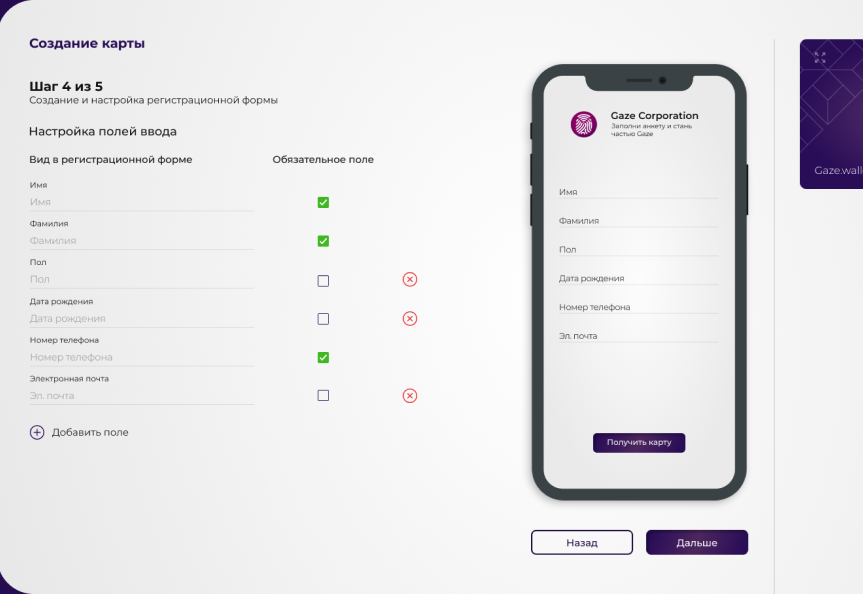 Создание карты
Шаг 4 из 5
Создание и настройка регистрационной формы
Настройка полей ввода
Вид в регистрационной форме
Обязательное поле
Имя
Имя
Фамилия
Фамилия
Пол
Пол
Дата рождения
Дата рождения
Номер телефона
Номер телефона
Электронная почта
Эл. почта
Добавить поле
Gaze Corporation
Заполни анкету и стань
частью Gaze
Имя
Фамилия
Пол
Дата рождения
Номер телефона
Эл. почта
Получить карту
Назад
Дальше